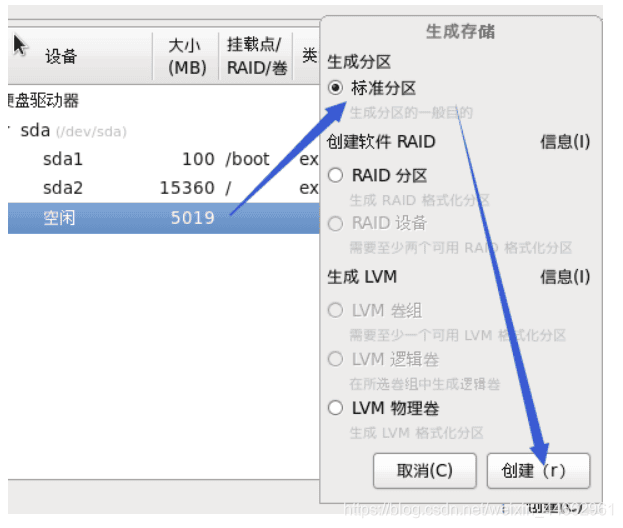 设备
大小
(MB)
挂载点/
RAID/卷
类
硬盘驱动器
sda (/dev/sda)
sda1 100 /boot ex
sda2 15360 / ex
空闲 5019
生成存储
生成分区
标准分区
生成分区的一般目的
创建软件 RAID 信息(I)
RAID 分区
生成 RAID 格式化分区
RAID 设备
需要至少两个可用 RAID 格式化分区
生成 LVM 信息(I)
LVM 卷组
需要至少一个可用 LVM 格式化分区
LVM 逻辑卷
在所选卷组中生成逻辑卷
LVM 物理卷
生成 LVM 格式化分区
取消(C) 创建（r）
创建(C)